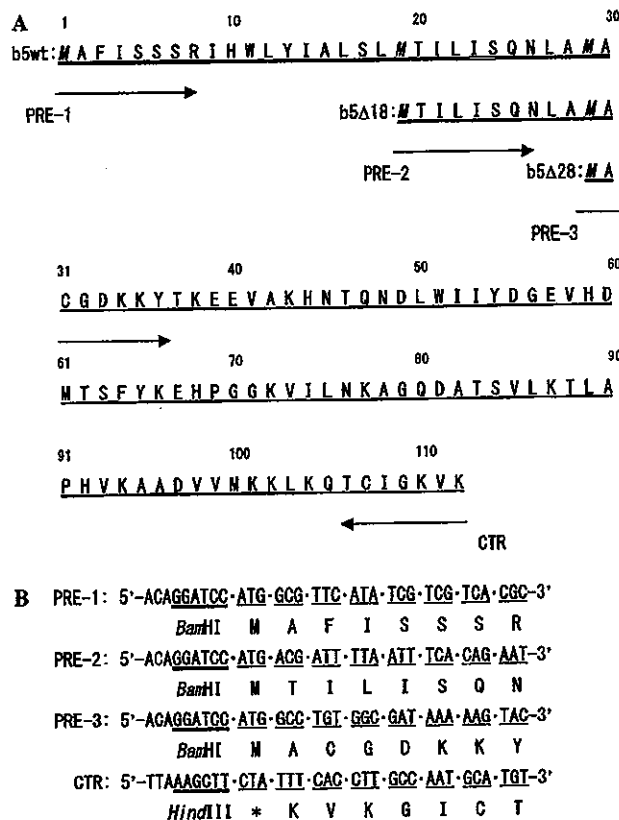 A 1 10 20 30
b5wt: M A F I S S S R I H W L Y I A L S L M T I L I S Q N L A M A
PRE-1
b5Δ18: M T I L I S Q N L A M A
PRE-2
b5Δ28: M A
PRE-3
31 40 50 60
C G D K K Y T K E E V A K H N T Q N D L W I I Y D G E V H D
61 70 80 90
M T S F Y K E H P G G K V I L N K A G Q D A T S V L K T L A
91 100 110
P H V K A A D V V M K K L K Q T C I G K V K
CTR
B PRE-1: 5'-ACAGGATCC·ATG·GCG·TTC·ATA·TCG·TCG·TCA·CGC-3'
BamHI M A F I S S S R
PRE-2: 5'-ACAGGATCC·ATG·ACG·ATT·TTA·ATT·TCA·CAG·AAT-3'
BamHI M T I L I S Q N
PRE-3: 5'-ACAGGATCC·ATG·GCC·TGT·GGC·GAT·AAA·AAG·TAC-3'
BamHI M A C G D K K Y
CTR: 5'-TTAAAGCTT·CTA·TTT·CAC·CTT·GCC·AAT·GCA·TGT-3'
HindIII * K V K G I C T